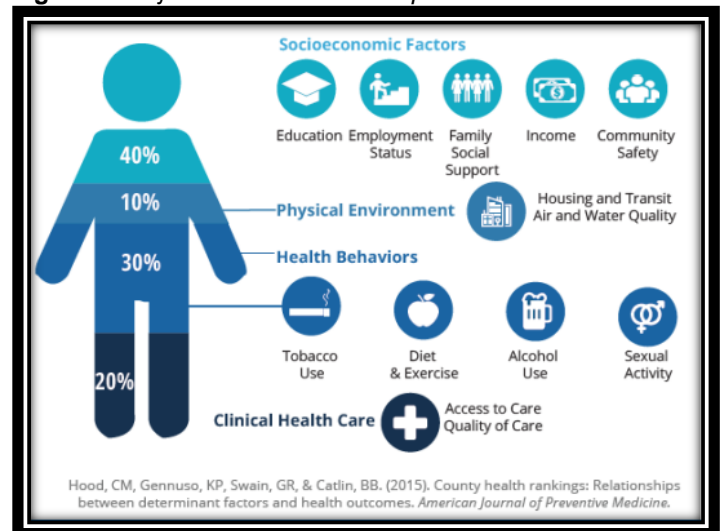 Socioeconomic Factors
Education
Employment
Status
Family
Social
Support
Income
Community
Safety
40%
10%
Physical Environment
Housing and Transit
Air and Water Quality
30%
Health Behaviors
Tobacco
Use
Diet
& Exercise
Alcohol
Use
Sexual
Activity
20%
Clinical Health Care
Access to Care
Quality of Care
Hood, CM, Gennuso, KP, Swain, GR, & Catlin, BB. (2015). County health rankings: Relationships
between determinant factors and health outcomes. American Journal of Preventive Medicine.